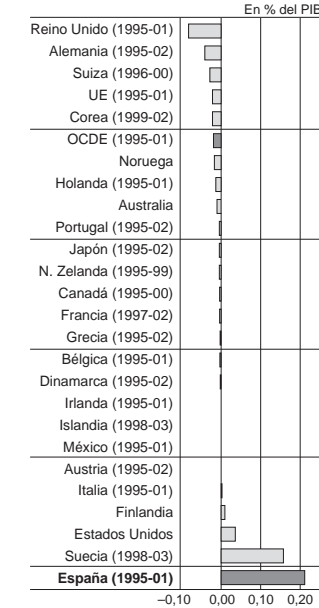 En % del PIB
Reino Unido (1995-01)
Alemania (1995-02)
Suiza (1996-00)
UE (1995-01)
Corea (1999-02)
OCDE (1995-01)
Noruega
Holanda (1995-01)
Australia
Portugal (1995-02)
Japón (1995-02)
N. Zelanda (1995-99)
Canadá (1995-00)
Francia (1997-02)
Grecia (1995-02)
Bélgica (1995-01)
Dinamarca (1995-02)
Irlanda (1995-01)
Islandia (1998-03)
México (1995-01)
Austria (1995-02)
Italia (1995-01)
Finlandia
Estados Unidos
Suecia (1998-03)
España (1995-01)
–0,10 0,00 0,10 0,20